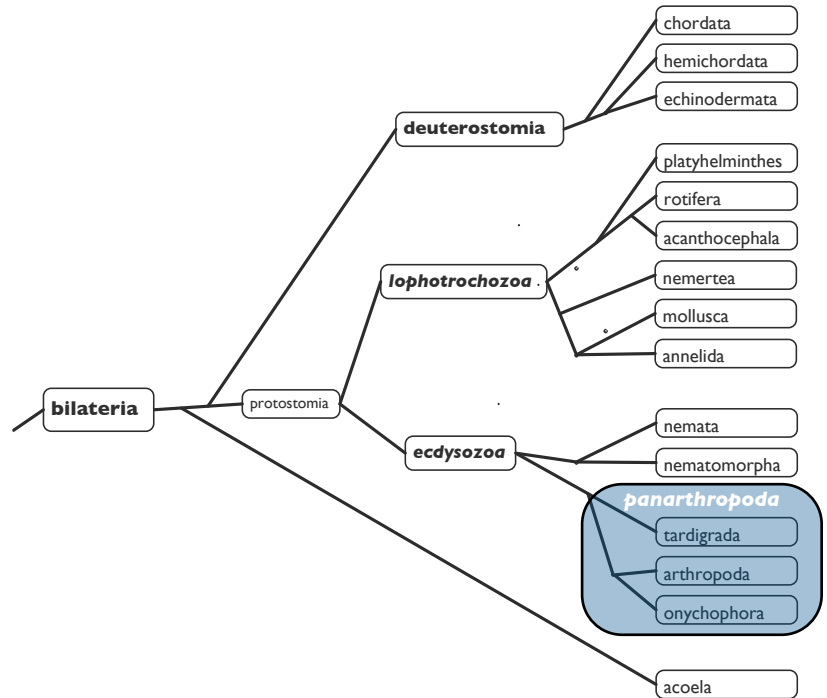 chordata
hemichordata
echinodermata
deuterostomia
platyhelminthes
rotifera
acanthocephala
lophotrochozoa
nemertea
mollusca
annelida
bilateria
protostomia
nemata
ecdysozoa
nematomorpha
panarthropoda
tardigrada
arthropoda
onychophora
acoela